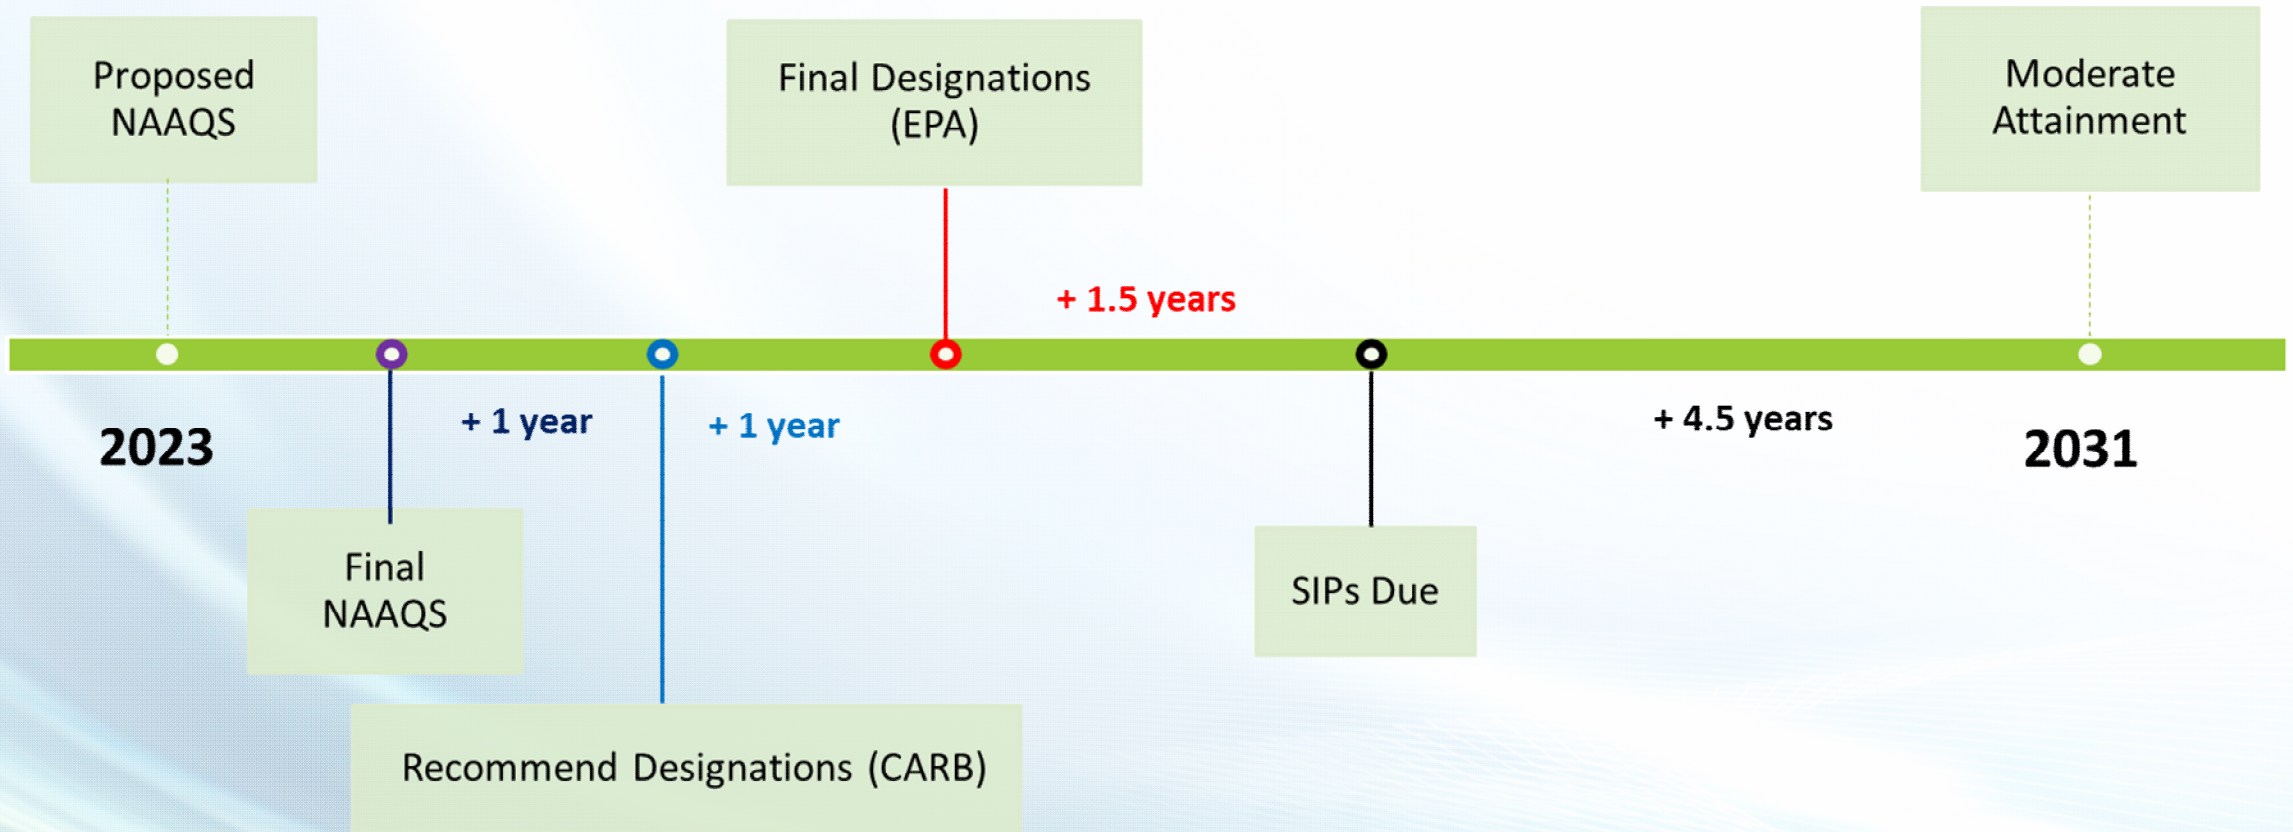 Proposed
NAAQS
Final Designations
(EPA)
Moderate
Attainment
+ 1.5 years
2023
+ 1 year
+ 1 year
+ 4.5 years
2031
Final
NAAQS
SIPs Due
Recommend Designations (CARB)